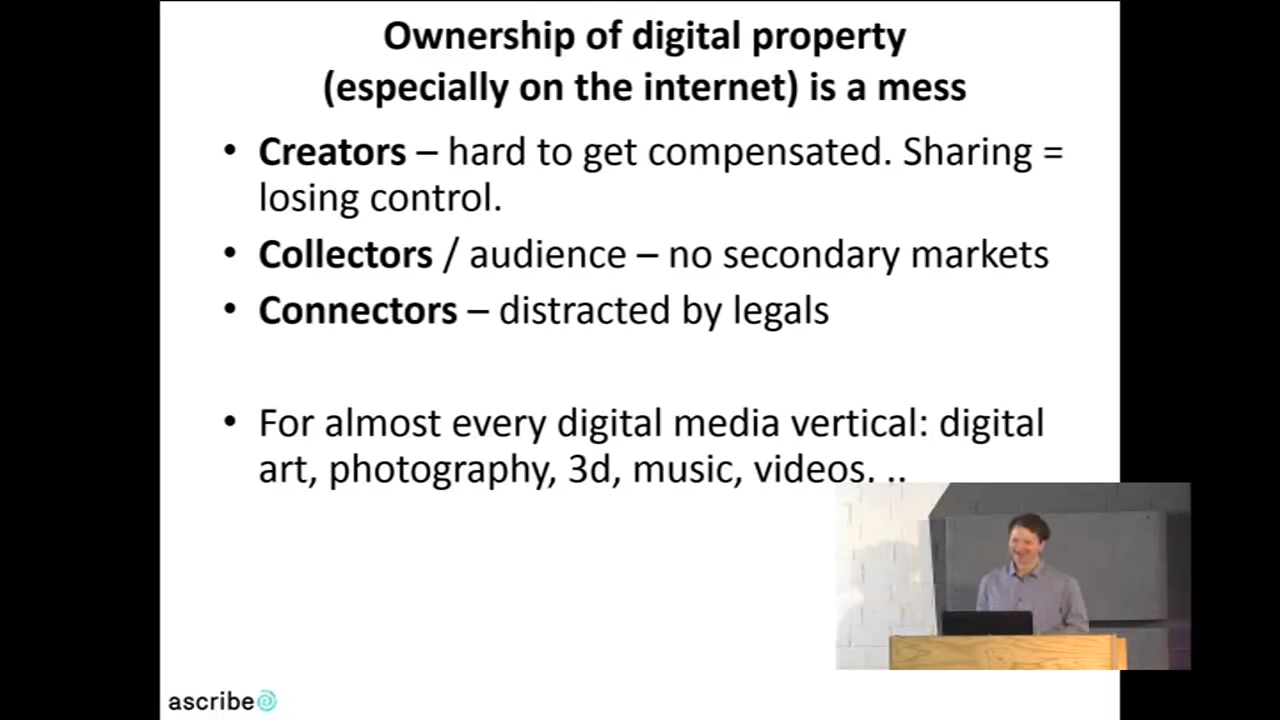 Ownership of digital property
(especially on the internet) is a mess
• Creators – hard to get compensated. Sharing =
losing control.
• Collectors / audience – no secondary markets
• Connectors – distracted by legals
• For almost every digital media vertical: digital
art, photography, 3d, music, videos, ..
ascribe